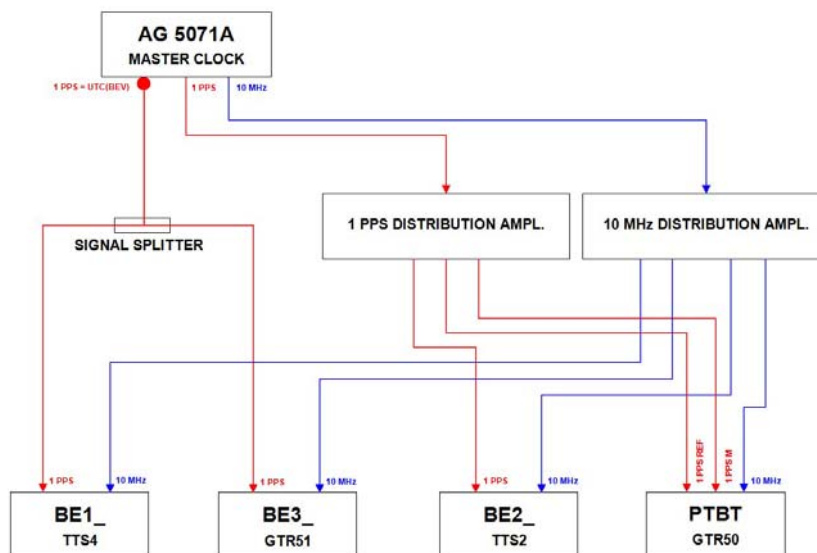 AG 5071A
MASTER CLOCK
1 PPS = UTC(BEV)
1 PPS
10 MHz
1 PPS DISTRIBUTION AMPL.
10 MHz DISTRIBUTION AMPL.
SIGNAL SPLITTER
1 PPS REF
1 PPS M
1 PPS
10 MHz
1 PPS
10 MHz
1 PPS
10 MHz
10 MHz
BE1_
TTS4
BE3_
GTR51
BE2_
TTS2
PTBT
GTR50